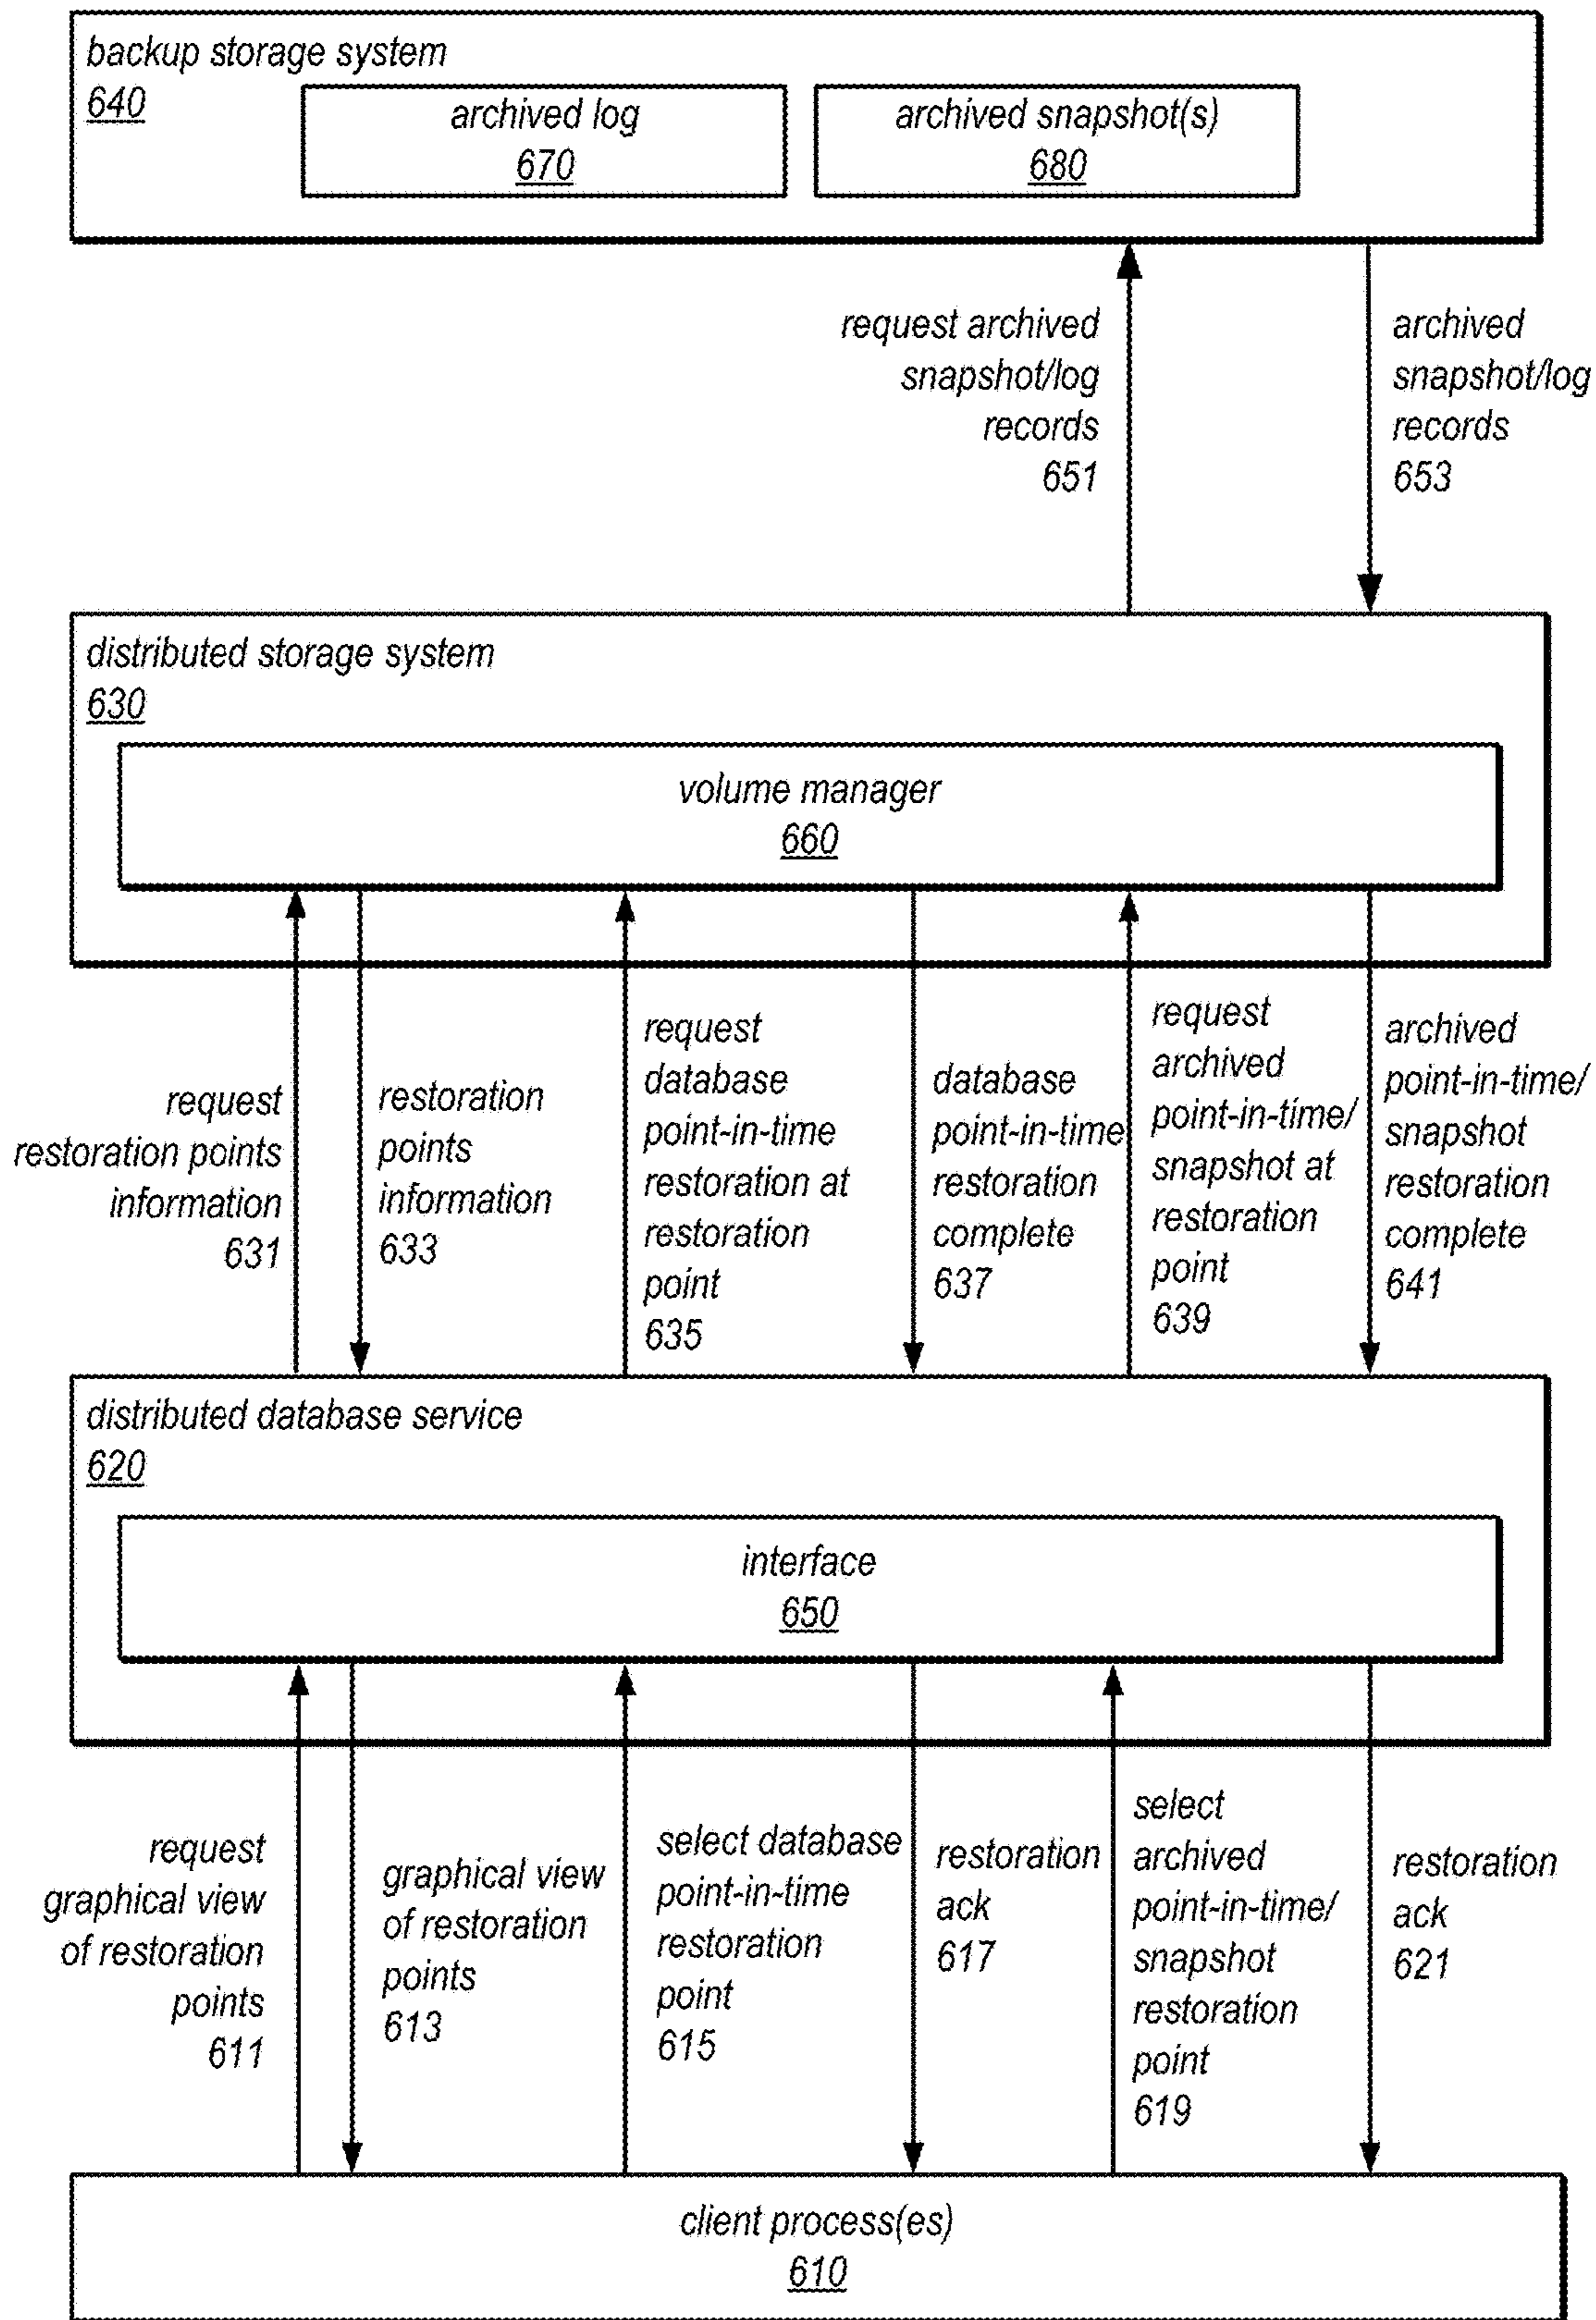 backup storage system
640
archived log
670
archived snapshot(s)
680
request archived
snapshot/log
records
651
archived
snapshot/log
records
653
distributed storage system
630
volume manager
660
request
restoration points
information
631
restoration
points
information
633
request
database
point-in-time
restoration at
restoration
point
635
database
point-in-time
restoration
complete
637
request
archived
point-in-time/
snapshot at
restoration
point
639
archived
point-in-time/
snapshot
restoration
complete
641
distributed database service
620
interface
650
request
graphical view
of restoration
points
611
graphical view
of restoration
points
613
select database
point-in-time
restoration
point
615
restoration
ack
617
select
archived
point-in-time/
snapshot
restoration
point
619
restoration
ack
621
client process(es)
610